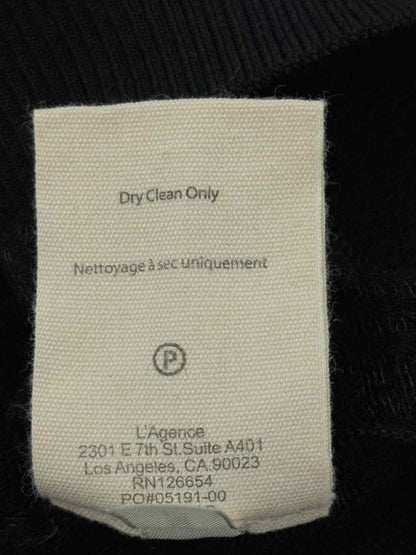 Dry Clean Only
Nettoyage à sec uniquement
P
L'Agence
2301 E 7th St.Suite A401
Los Angeles, CA.90023
RN126654
PO#05191-00